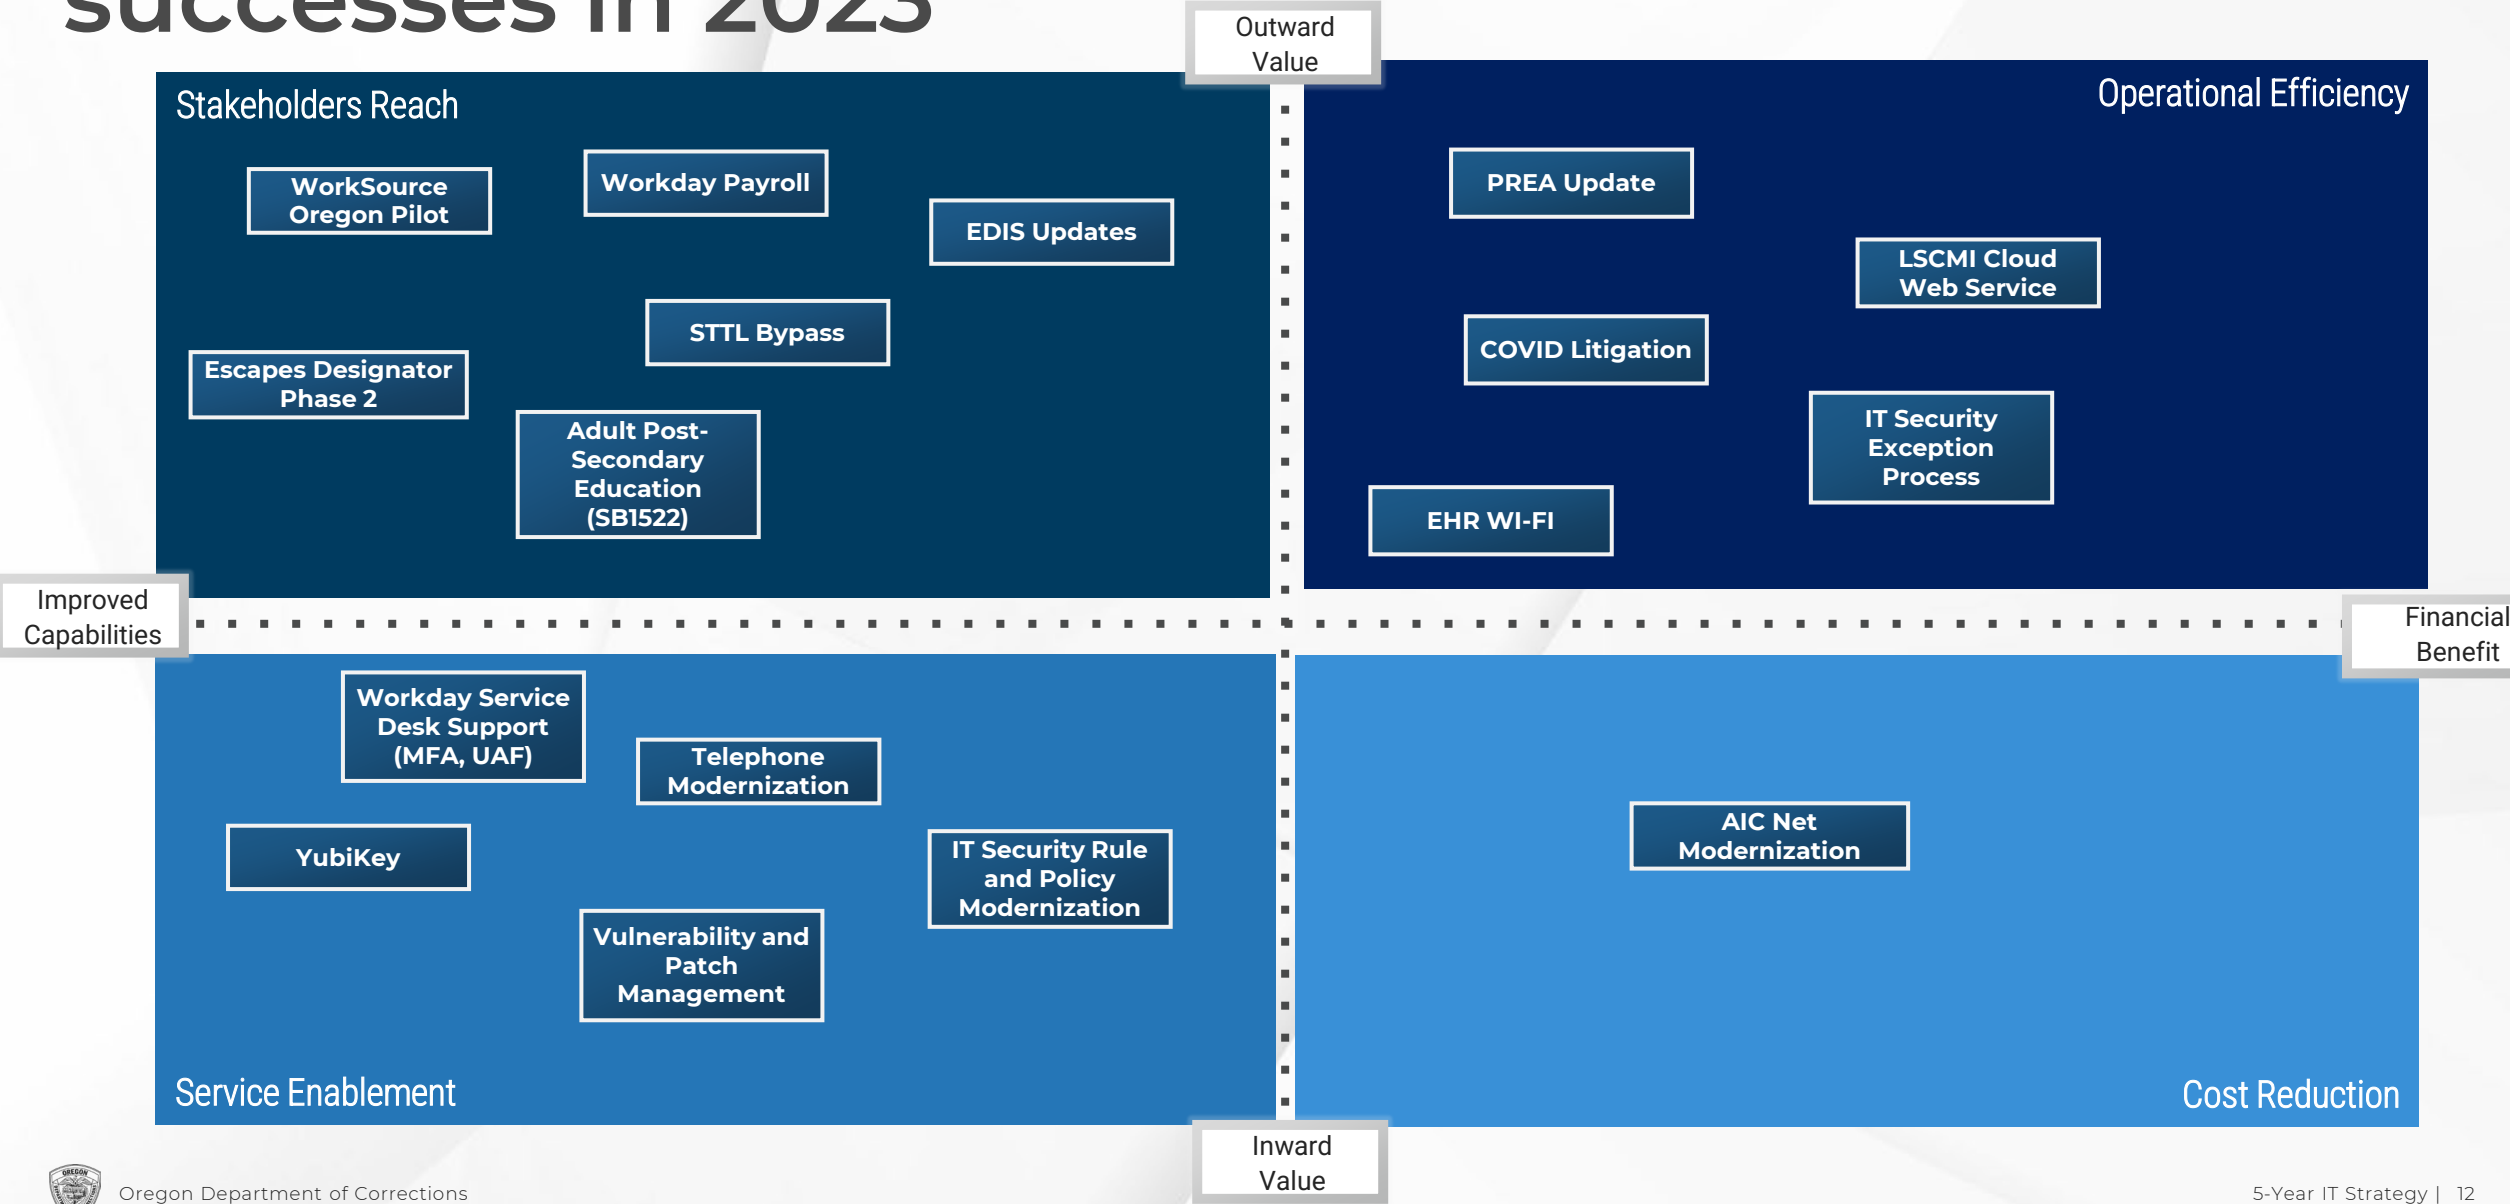 successes in 2023
Outward
Value
Stakeholders Reach
WorkSource
Oregon Pilot
Workday Payroll
EDIS Updates
STTL Bypass
Escapes Designator
Phase 2
Adult Post-
Secondary
Education
(SB1522)
Operational Efficiency
PREA Update
LSCMI Cloud
Web Service
COVID Litigation
IT Security
Exception
Process
EHR WI-FI
Improved
Capabilities
Financial
Benefit
Workday Service
Desk Support
(MFA, UAF)
Telephone
Modernization
YubiKey
IT Security Rule
and Policy
Modernization
Vulnerability and
Patch
Management
Service Enablement
AIC Net
Modernization
Cost Reduction
Inward
Value
OREGON
Oregon Department of Corrections
5-Year IT Strategy | 12